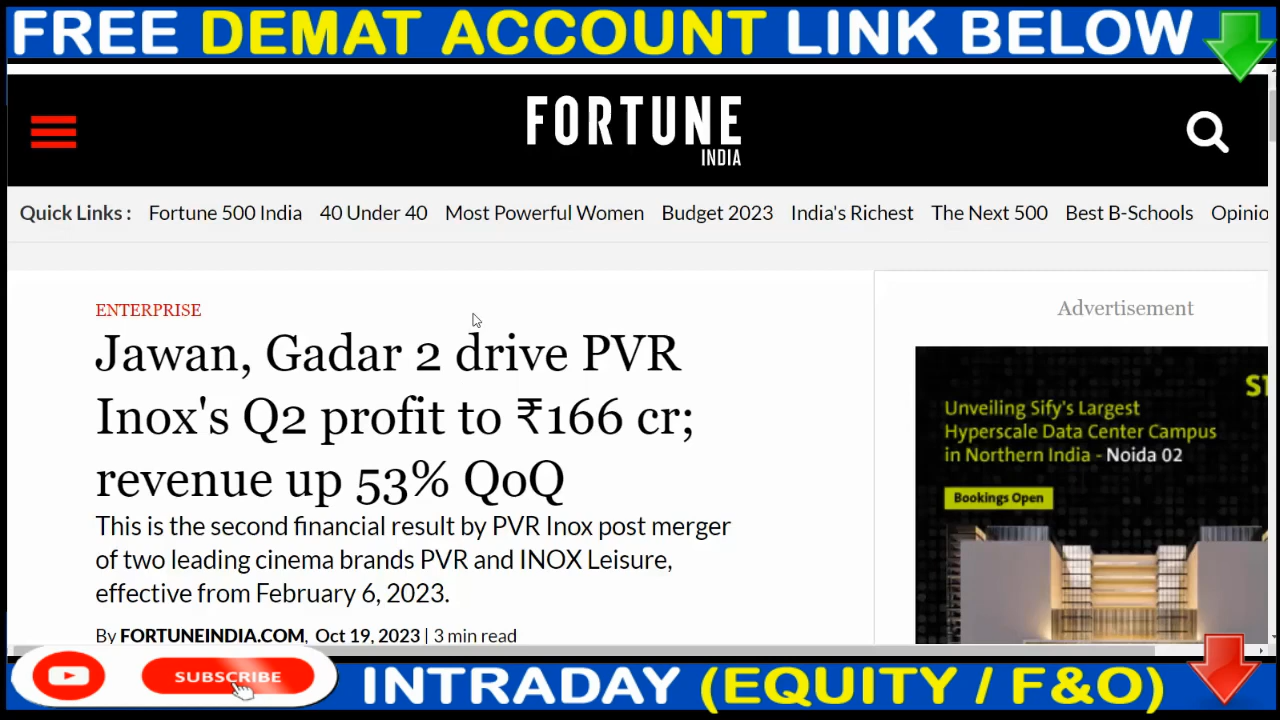 FREE DEMAT ACCOUNT LINK BELOW
FORTUNE
INDIA
Quick Links : Fortune 500 India 40 Under 40 Most Powerful Women Budget 2023 India's Richest The Next 500 Best B-Schools Opinio
ENTERPRISE
Jawan, Gadar 2 drive PVR
Inox's Q2 profit to ₹166 cr;
revenue up 53% QoQ
This is the second financial result by PVR Inox post merger
of two leading cinema brands PVR and INOX Leisure,
effective from February 6, 2023.
By FORTUNEINDIA.COM, Oct 19, 2023 | 3 min read
Advertisement
Unveiling Sify's Largest
Hyperscale Data Center Campus
in Northern India - Noida 02
Bookings Open
SUBSCRIBE
INTRADAY (EQUITY / F&O)